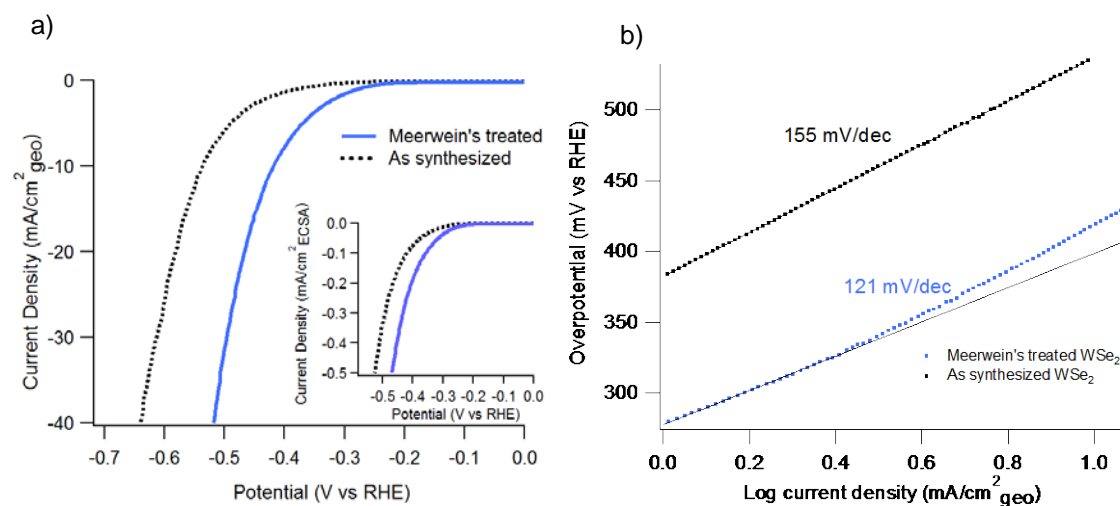 a)
0
-10
-20
-30
-40
Current Density (mA/cm²geo)
-0.7 -0.6 -0.5 -0.4 -0.3 -0.2 -0.1 0.0
Potential (V vs RHE)
Meerwein's treated
As synthesized
0.0
-0.1
-0.2
-0.3
-0.4
-0.5
Current Density (mA/cm² ECSA)
-0.5 -0.4 -0.3 -0.2 -0.1 0.0
Potential (V vs RHE)
b)
500
450
400
350
300
Overpotential (mV vs RHE)
155 mV/dec
121 mV/dec
Meerwein's treated WSe₂
As synthesized WSe₂
0.0 0.2 0.4 0.6 0.8 1.0
Log current density (mA/cm²geo)